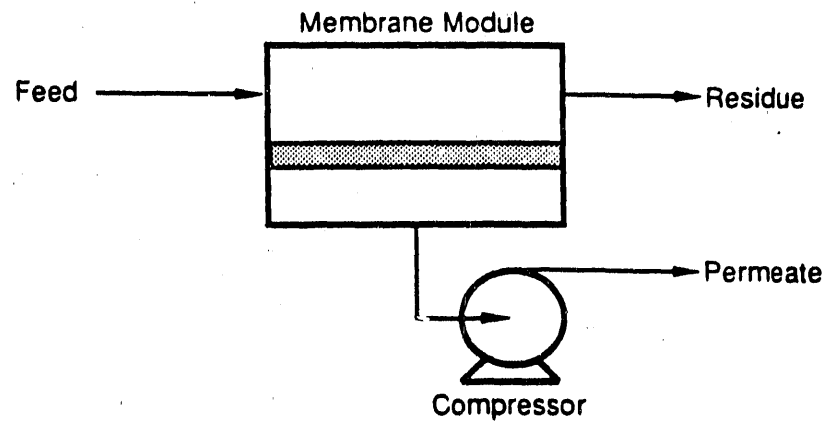 Membrane Module
Feed
Residue
Permeate
Compressor